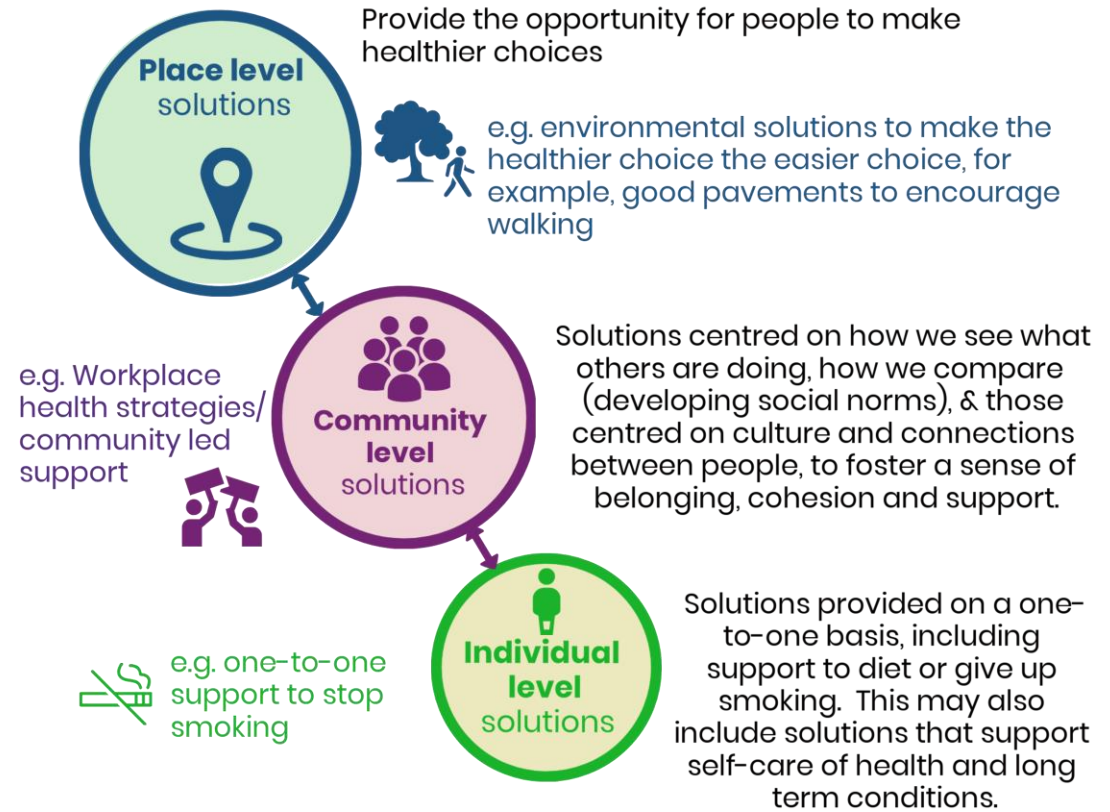 Provide the opportunity for people to make
healthier choices
Place level
solutions
e.g. environmental solutions to make the
healthier choice the easier choice, for
example, good pavements to encourage
walking
e.g. Workplace
health strategies/
community led
support
Community
level
solutions
Solutions centred on how we see what
others are doing, how we compare
(developing social norms), & those
centred on culture and connections
between people, to foster a sense of
belonging, cohesion and support.
e.g. one-to-one
support to stop
smoking
Individual
level
solutions
Solutions provided on a one-
to-one basis, including
support to diet or give up
smoking. This may also
include solutions that support
self-care of health and long
term conditions.